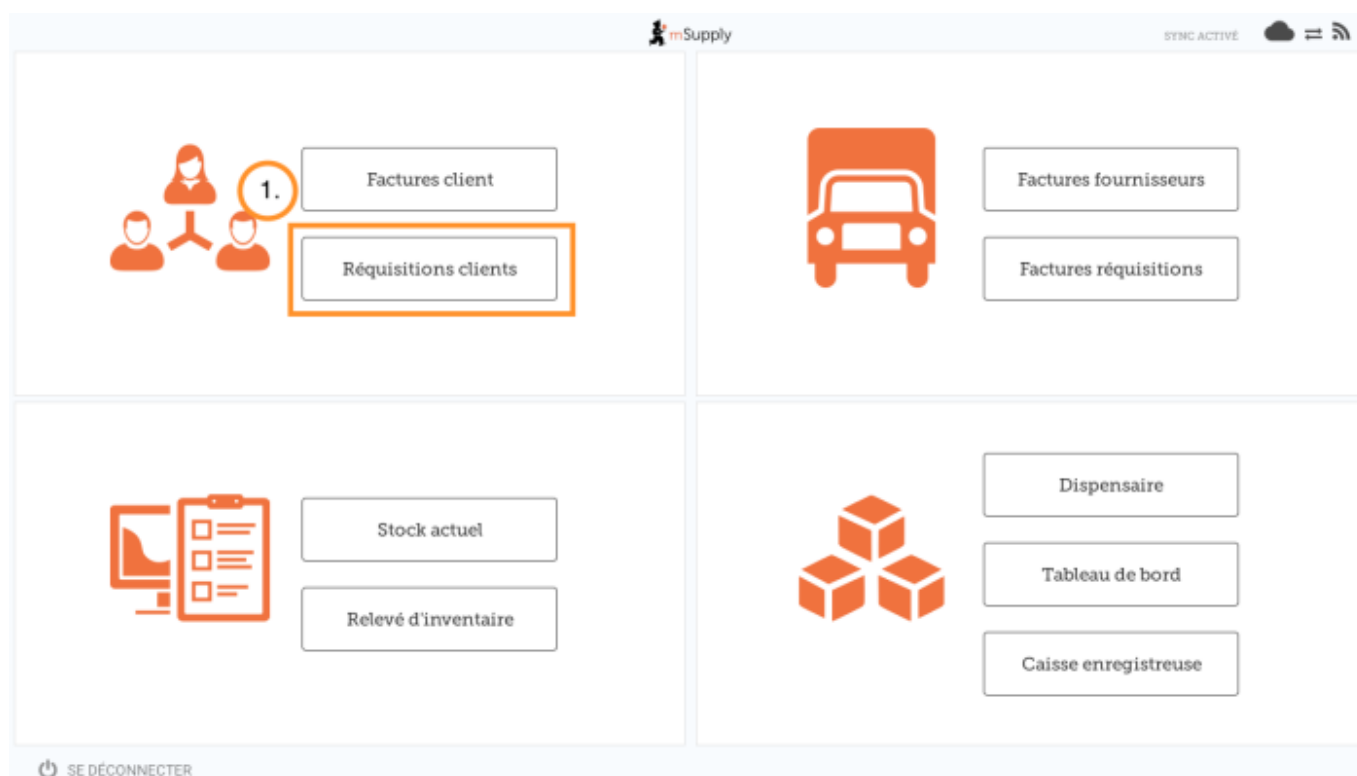 mSupply
SYNC ACTIVÉ
1.
Factures client
Réquisitions clients
Factures fournisseurs
Factures réquisitions
Stock actuel
Relevé d'inventaire
Dispensaire
Tableau de bord
Caisse enregistreuse
SE DÉCONNECTER